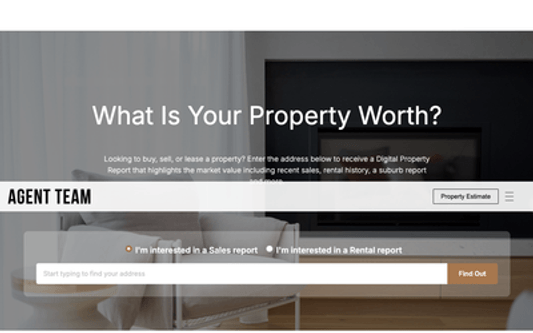 What Is Your Property Worth?
Looking to buy, sell, or lease a property? Enter the address below to receive a Digital Property
Report that highlights the market value including recent sales, rental history, a suburb report
AGENT TEAM
Property Estimate
I'm interested in a Sales report
I'm interested in a Rental report
Start typing to find your address
Find Out